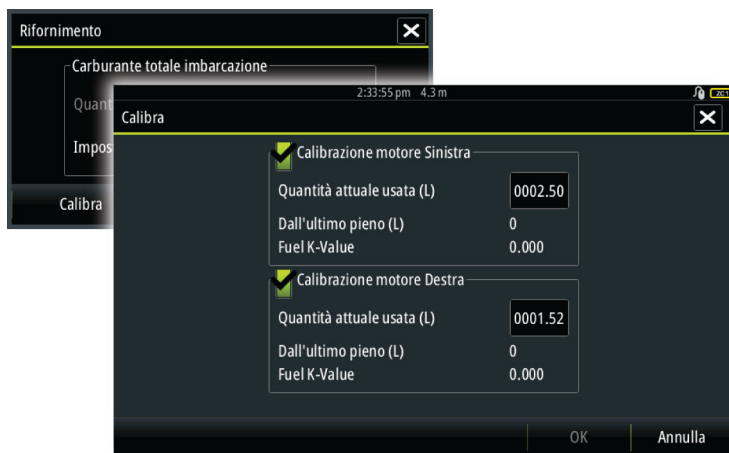 Rifornimento
Carburante totale imbarcazione
Quant
Impos
Calibra
2:33:55 pm 4.3 m
Calibra
Calibrazione motore Sinistra
Quantità attuale usata (L) 0002.50
Dall'ultimo pieno (L) 0
Fuel K-Value 0.000
Calibrazione motore Destra
Quantità attuale usata (L) 0001.52
Dall'ultimo pieno (L) 0
Fuel K-Value 0.000
OK Annulla